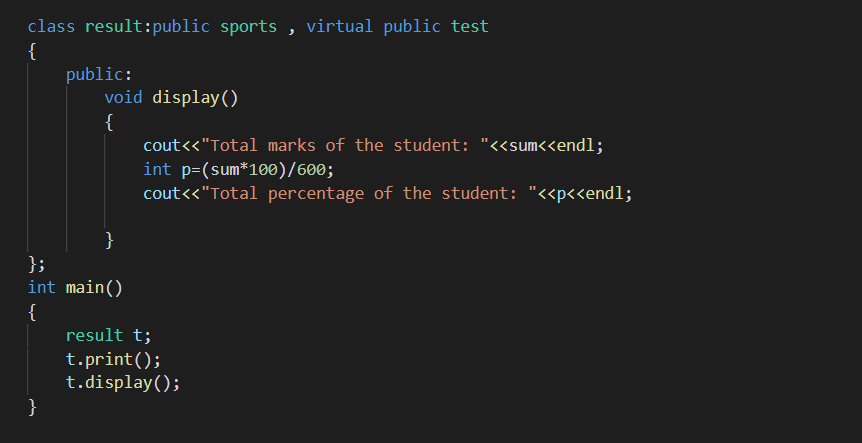 class result:public sports , virtual public test
{
    public:
        void display()
        {
            cout<<"Total marks of the student: "<<sum<<endl;
            int p=(sum*100)/600;
            cout<<"Total percentage of the student: "<<p<<endl;

        }
};
int main()
{
    result t;
    t.print();
    t.display();
}